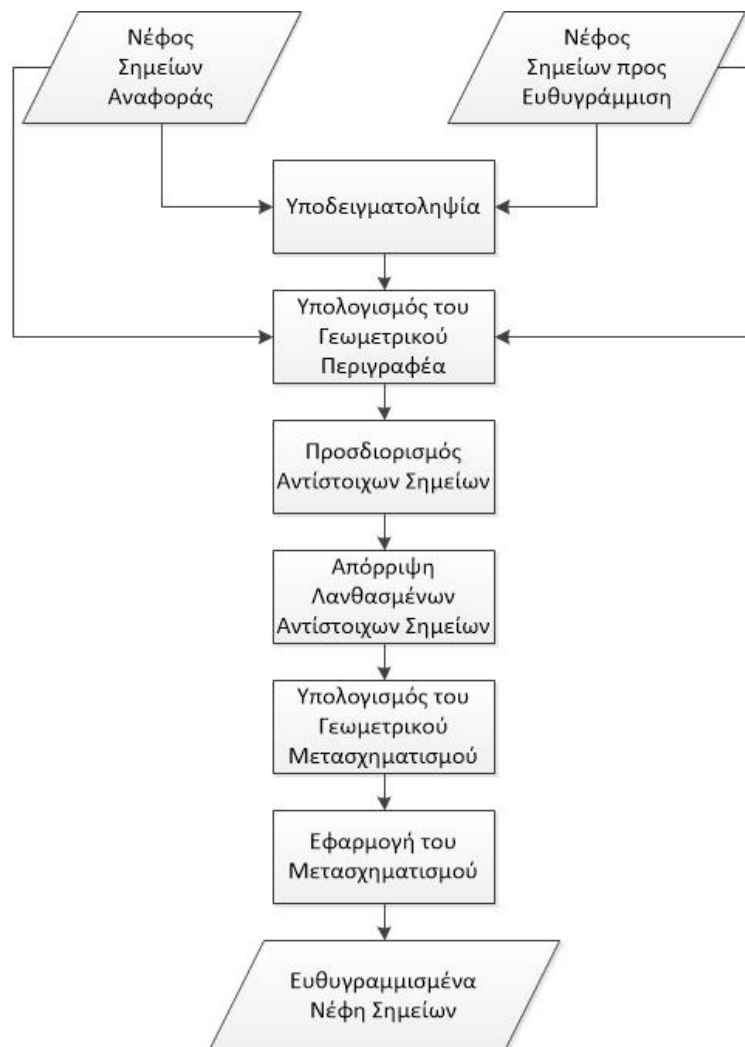 Νέφος
Σημείων
Αναφοράς
Νέφος
Σημείων προς
Ευθυγράμμιση
Υποδειγματοληψία
Υπολογισμός του
Γεωμετρικού
Περιγραφέα
Προσδιορισμός
Αντίστοιχων Σημείων
Απόρριψη
Λανθασμένων
Αντίστοιχων Σημείων
Υπολογισμός του
Γεωμετρικού
Μετασχηματισμού
Εφαρμογή του
Μετασχηματισμού
Ευθυγραμμισμένα
Νέφη Σημείων